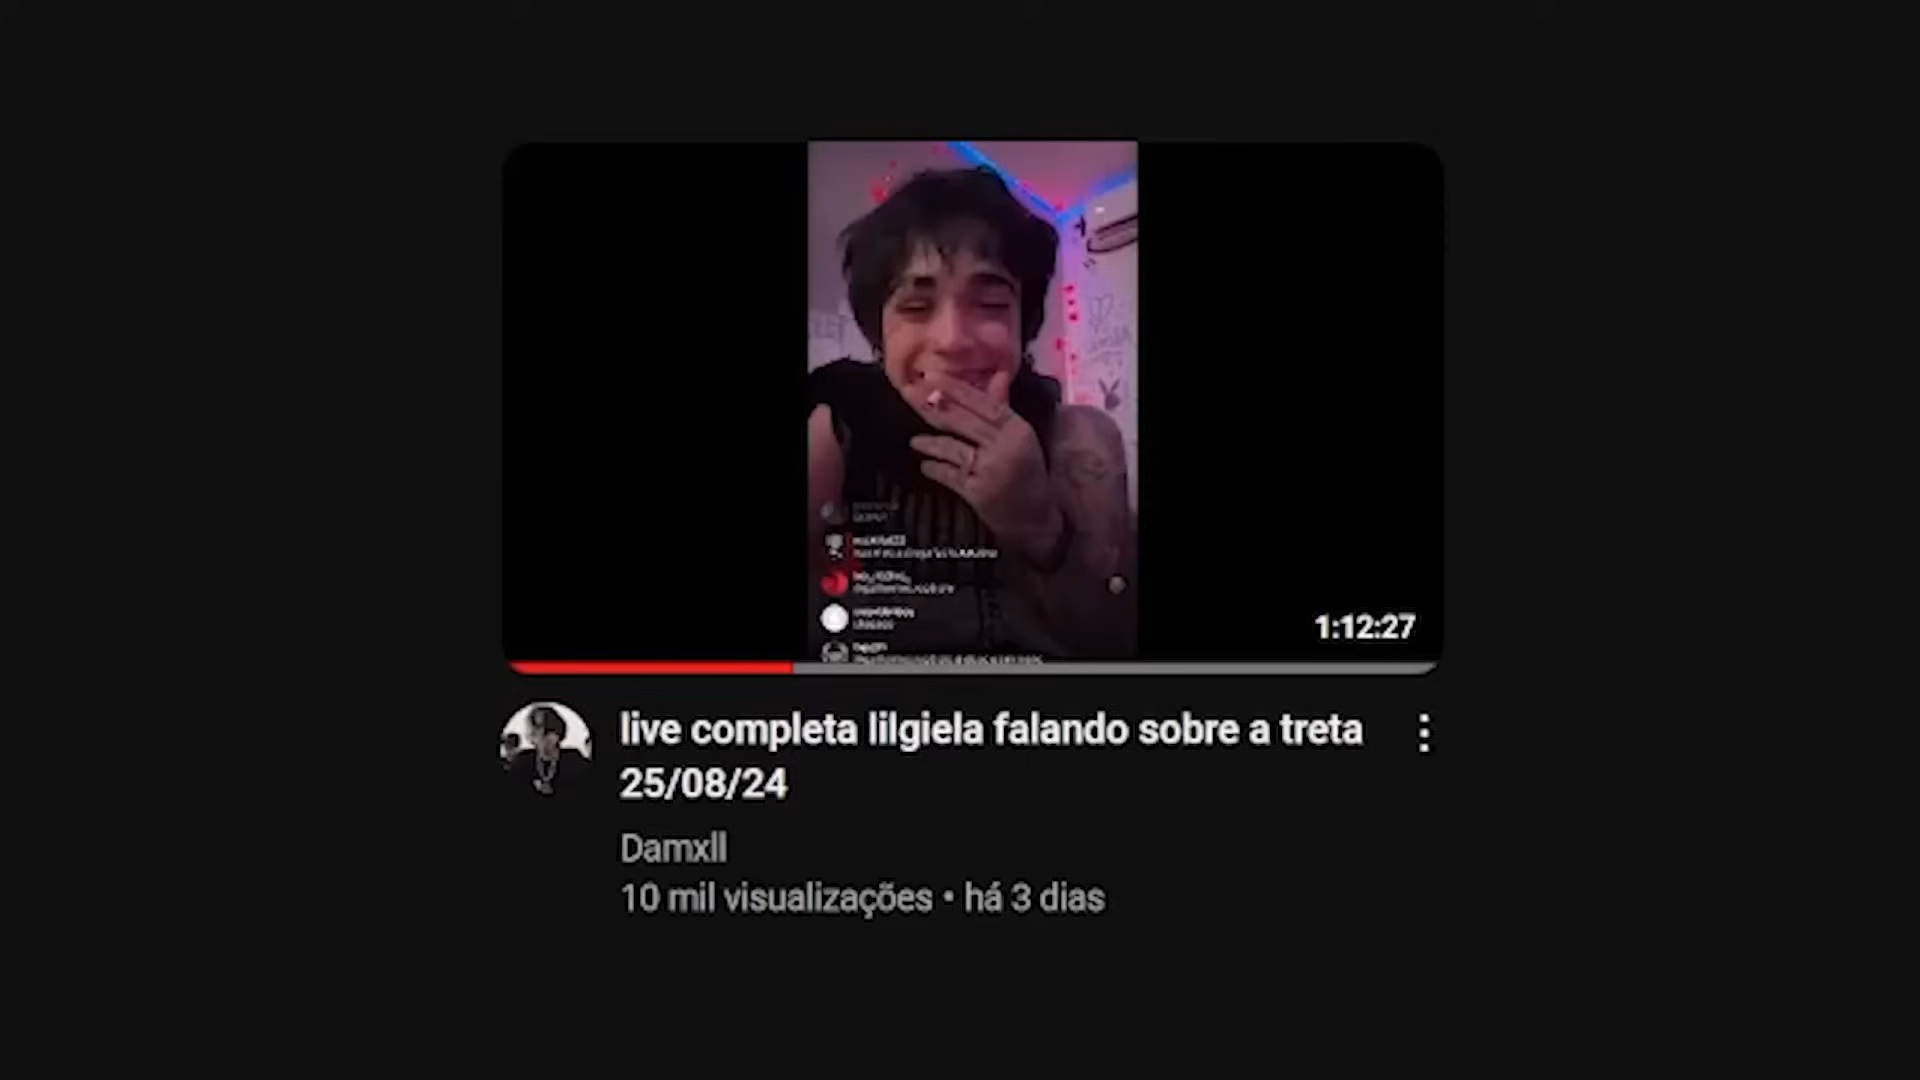 1:12:27
live completa lilgiela falando sobre a treta
25/08/24
Damxll
10 mil visualizações • há 3 dias